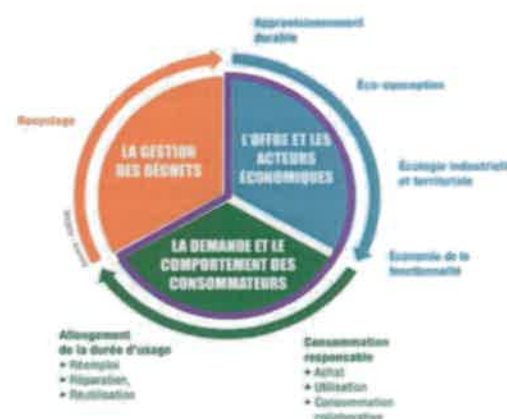 Approvisionnement
durable
Éco-conception
Recyclage
LA GESTION
DES DÉCHETS
L'OFFRE ET LES
ACTEURS
ÉCONOMIQUES
Écologie industrielle
et territoriale
LA DEMANDE ET LE
COMPORTEMENT DES
CONSOMMATEURS
Économie de la
fonctionnalité
Allongement
de la durée d'usage
Réemploi
Réparation,
Réutilisation
Consommation
responsable
Achat
Utilisation
Consommation
collaborative